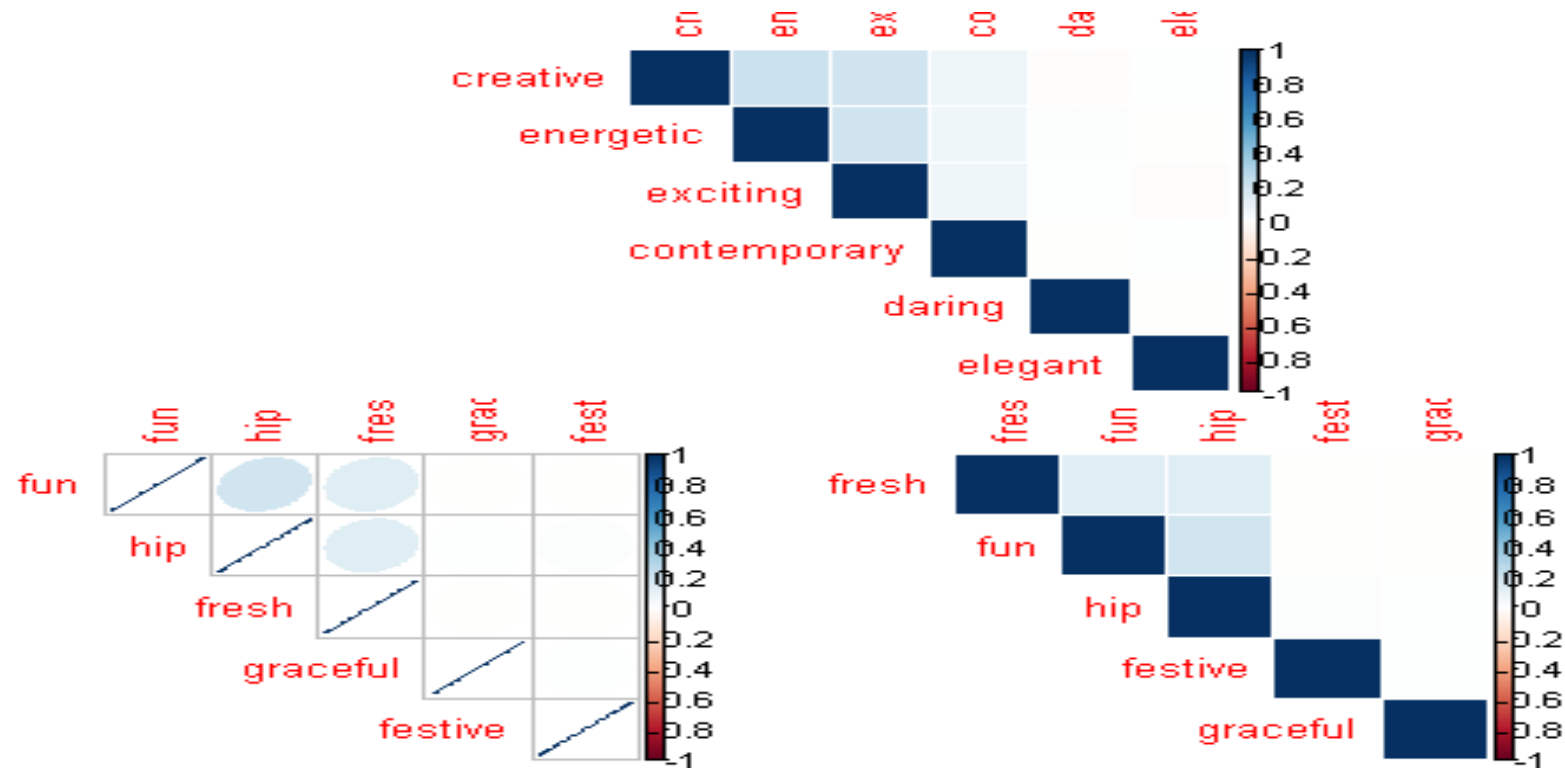 cr en ex co da ele
creative
energetic
exciting
contemporary
daring
elegant
1
0.8
0.6
0.4
0.2
0
-0.2
-0.4
-0.6
-0.8
-1
fun hip fres grac fest
fun
hip
fresh
graceful
festive
1
0.8
0.6
0.4
0.2
0
-0.2
-0.4
-0.6
-0.8
-1
fres fun hip fest grac
fresh
fun
hip
festive
graceful
1
0.8
0.6
0.4
0.2
0
-0.2
-0.4
-0.6
-0.8
-1